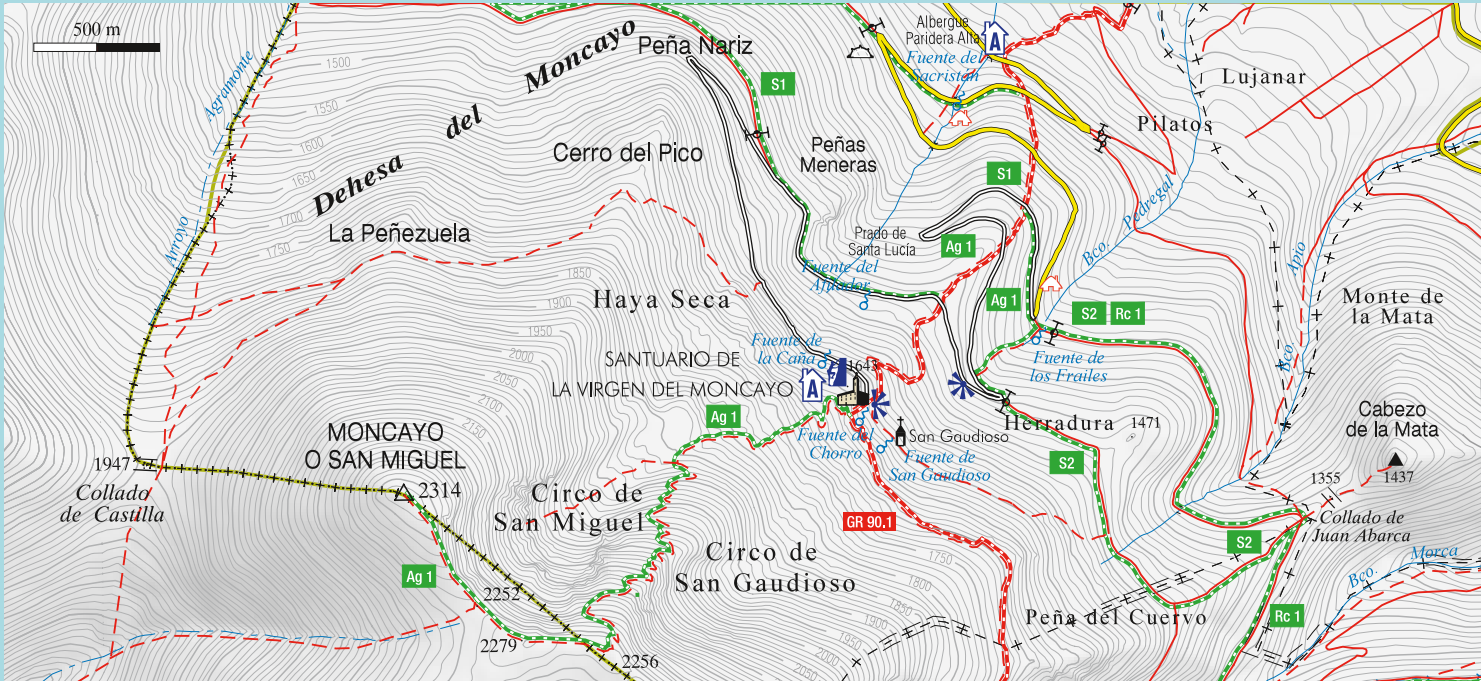 500 m
Agramonte
1500
1550
1600
1650
1700
1750
Arroyo
Dehesa
del
Moncayo
Peña Nariz
S1
Cerro del Pico
La Peñezuela
Albergue
Paridera Alta
A
Fuente del
Sacristán
Lujanar
Pilatos
Peñas
Meneras
S1
Prado de
Santa Lucía
Ag 1
Bco. Pedregal
Bco. Apio
Fuente del
Afilador
Ag 1
S2
Rc 1
Monte de
la Mata
1850
1900
1950
2000
2050
2100
2150
Haya Seca
Fuente de
la Caña
SANTUARIO DE
LA VIRGEN DEL MONCAYO
A
1643
Fuente de
los Frailes
Ag 1
Fuente del
Chorro
San Gaudioso
Fuente de
San Gaudioso
Herradura
1471
Cabezo
de la Mata
1437
MONCAYO
O SAN MIGUEL
2314
1947
Collado
de Castilla
S2
1355
Collado de
Juan Abarca
Circo de
San Miguel
GR 90.1
S2
Circo de
San Gaudioso
1750
1800
1850
1900
1950
2000
2050
Bco. Morca
Ag 1
2252
2279
2256
Peña del Cuervo
Rc 1